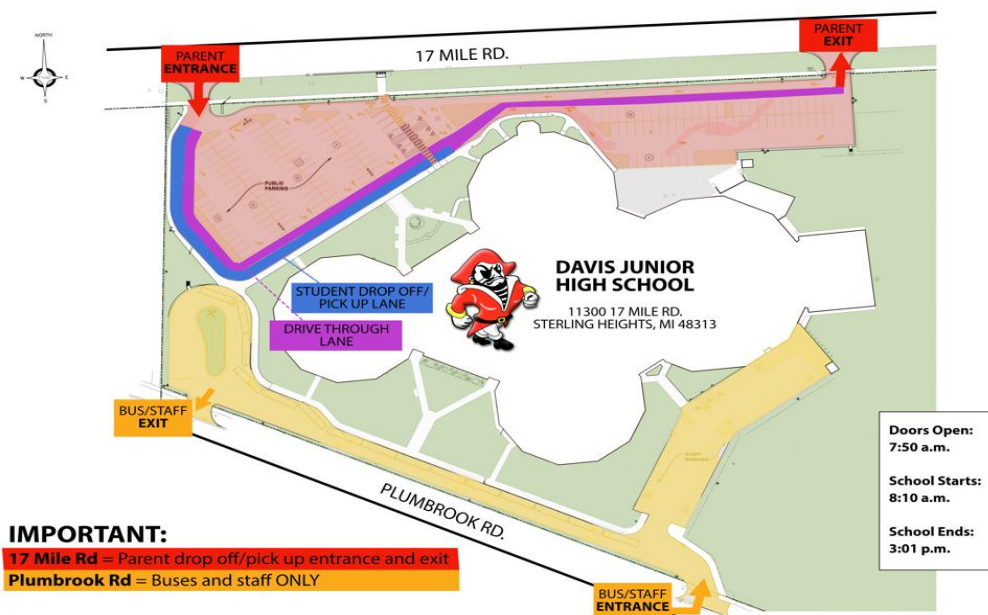 NORTH
W
E
S
17 MILE RD.
PARENT
ENTRANCE
PARENT
EXIT
PUBLIC
PARKING
STUDENT DROP OFF/
PICK UP LANE
DRIVE THROUGH
LANE
DAVIS JUNIOR
HIGH SCHOOL
11300 17 MILE RD.
STERLING HEIGHTS, MI 48313
BUS/STAFF
EXIT
STAFF
PARKING
PLUMBROOK RD.
Doors Open:
7:50 a.m.
School Starts:
8:10 a.m.
School Ends:
3:01 p.m.
IMPORTANT:
17 Mile Rd = Parent drop off/pick up entrance and exit
Plumbrook Rd = Buses and staff ONLY
BUS/STAFF
ENTRANCE